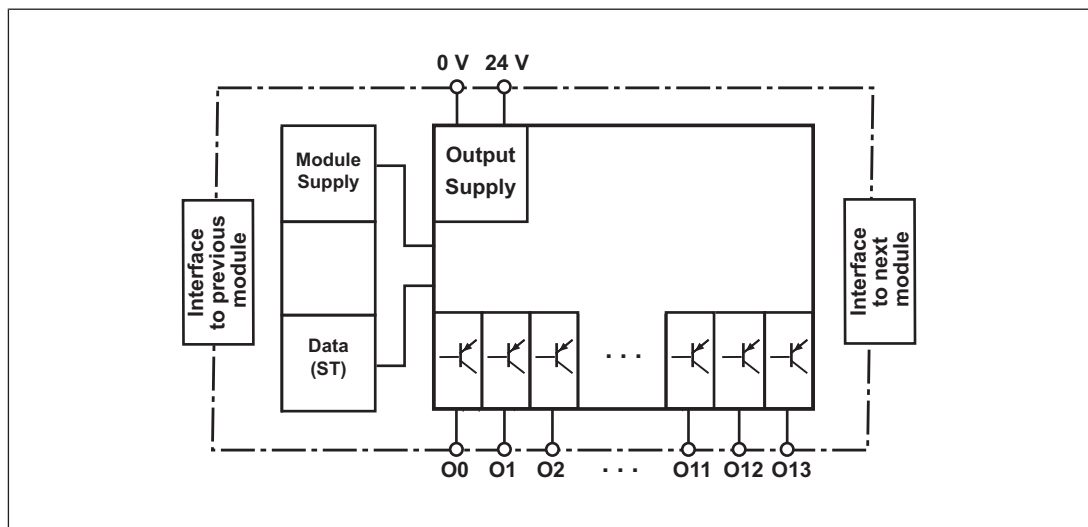 0 V 24 V
Module
Supply
Output
Supply
Interface
to previous
module
Interface
to next
module
Data
(ST)
. . .
O0 O1 O2 . . . O11 O12 O13